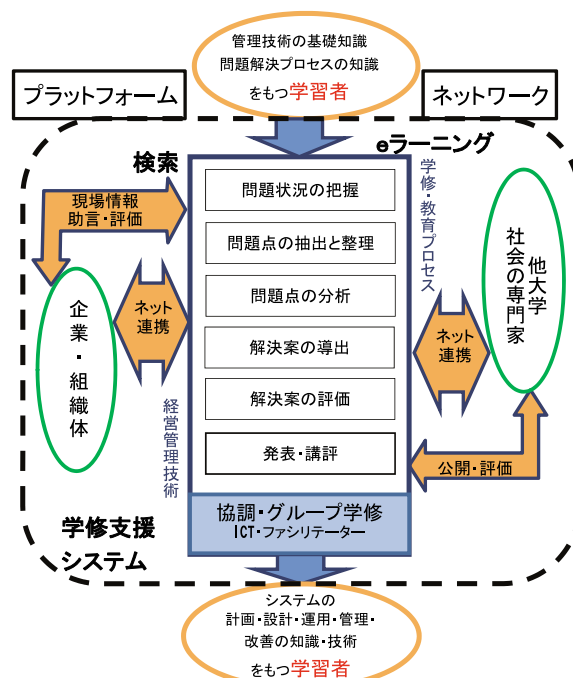 管理技術の基礎知識
問題解決プロセスの知識
をもつ学習者
プラットフォーム
ネットワーク
eラーニング
検索
学修・教育プロセス
現場情報
助言・評価
問題状況の把握
問題点の抽出と整理
問題点の分析
解決案の導出
解決案の評価
発表・講評
企業・組織体
ネット
連携
経営管理技術
ネット
連携
他大学
社会の専門家
公開・評価
協調・グループ学修
ICT・ファシリテーター
学修支援
システム
システムの
計画・設計・運用・管理・
改善の知識・技術
をもつ学習者